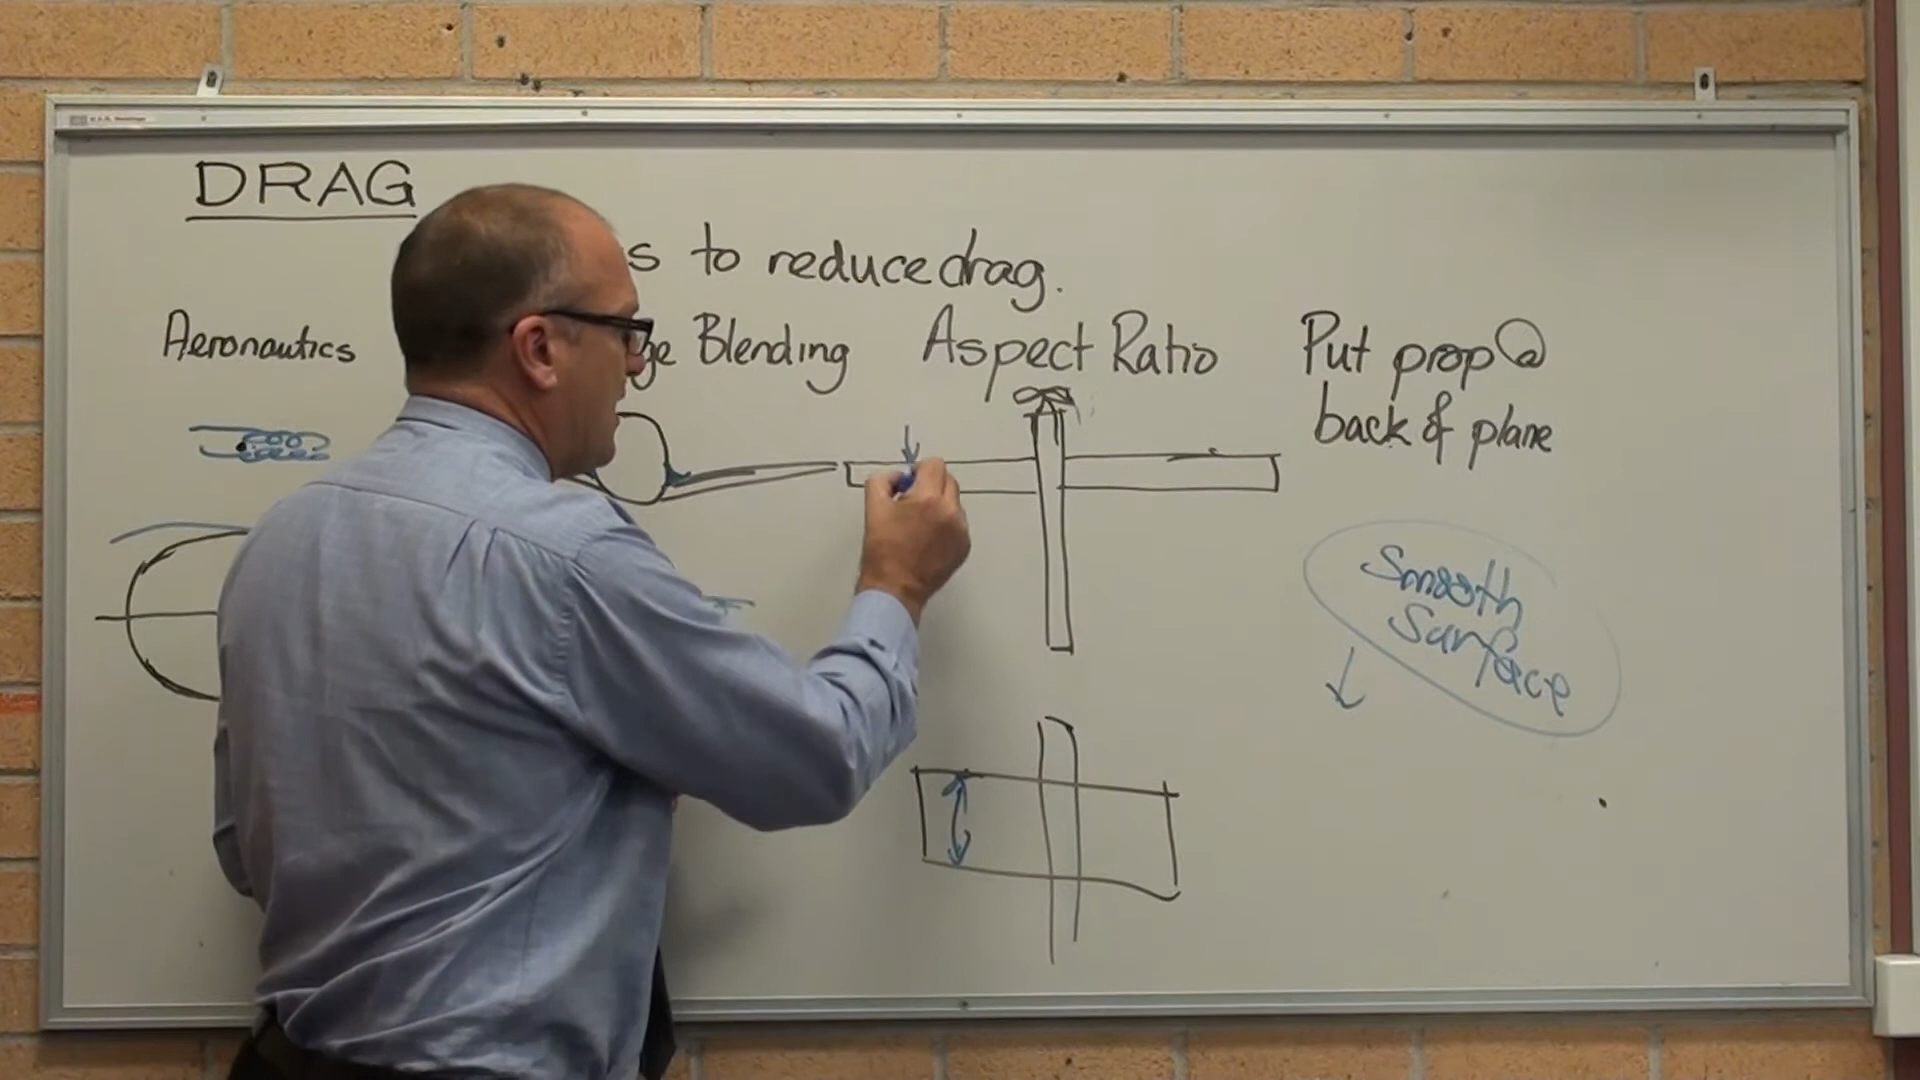 DRAG
s to reduce drag.
Aeronautics
ge Blending
Aspect Ratio
Put prop @
back of plane
Smooth
Surface